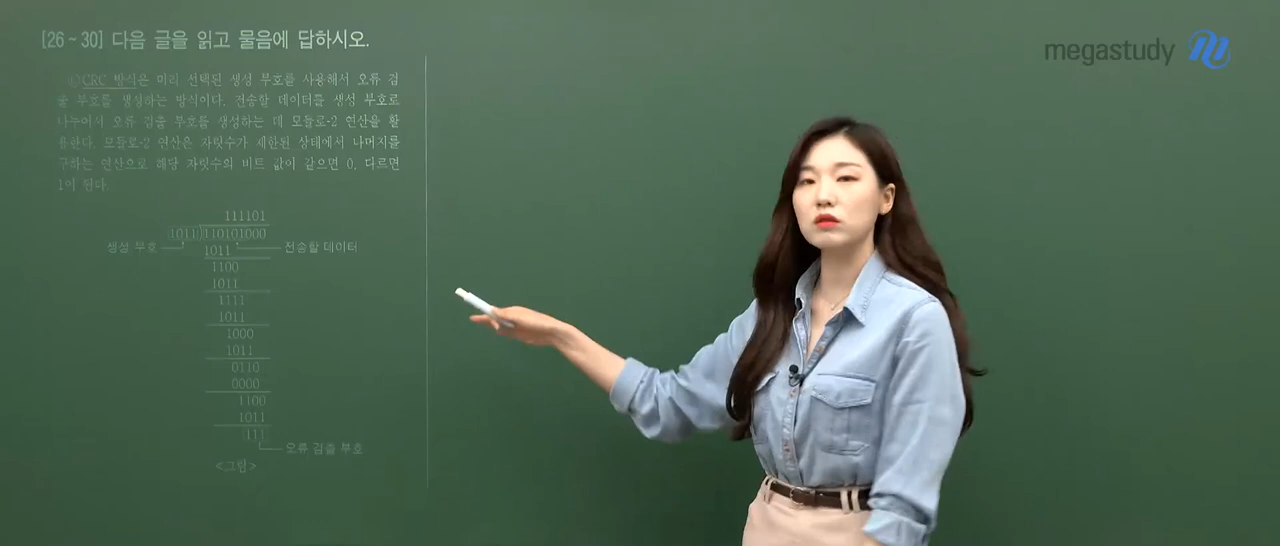 [26 ~ 30] 다음 글을 읽고 물음에 답하시오.
megastudy
CRC 방식은 미리 선택된 생성 부호를 사용해서 오류 검
출 부호를 생성하는 방식이다. 전송할 데이터를 생성 부호로
나누어서 오류 검출 부호를 생성하는 데 모듈로-2 연산을 활
용한다. 모듈로-2 연산은 자릿수가 제한된 상태에서 나머지를
구하는 연산으로 해당 자릿수의 비트 값이 같으면 0, 다르면
1이 된다.
111101
1011)110101000
생성 부호
전송할 데이터
1011
1100
1011
1111
1011
1000
1011
0110
0000
1100
1011
111
오류 검출 부호
<그림>